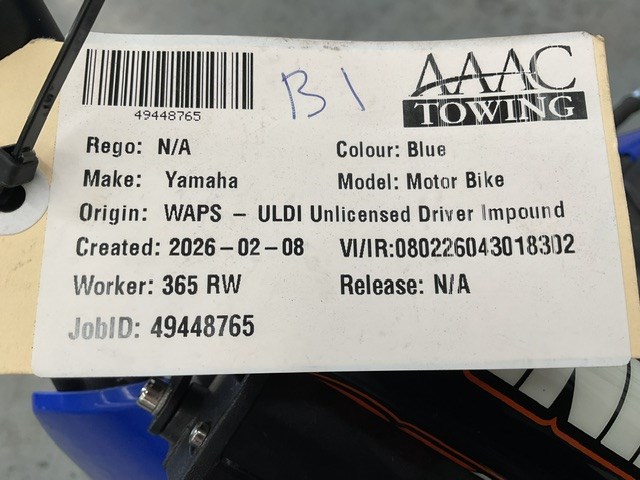 49448765
B1
AAAC
TOWING
Rego: N/A
Colour: Blue
Make: Yamaha
Model: Motor Bike
Origin: WAPS - ULDI Unlicensed Driver Impound
Created: 2026-02-08
VI/IR:080226043018302
Worker: 365 RW
Release: N/A
JobID: 49448765